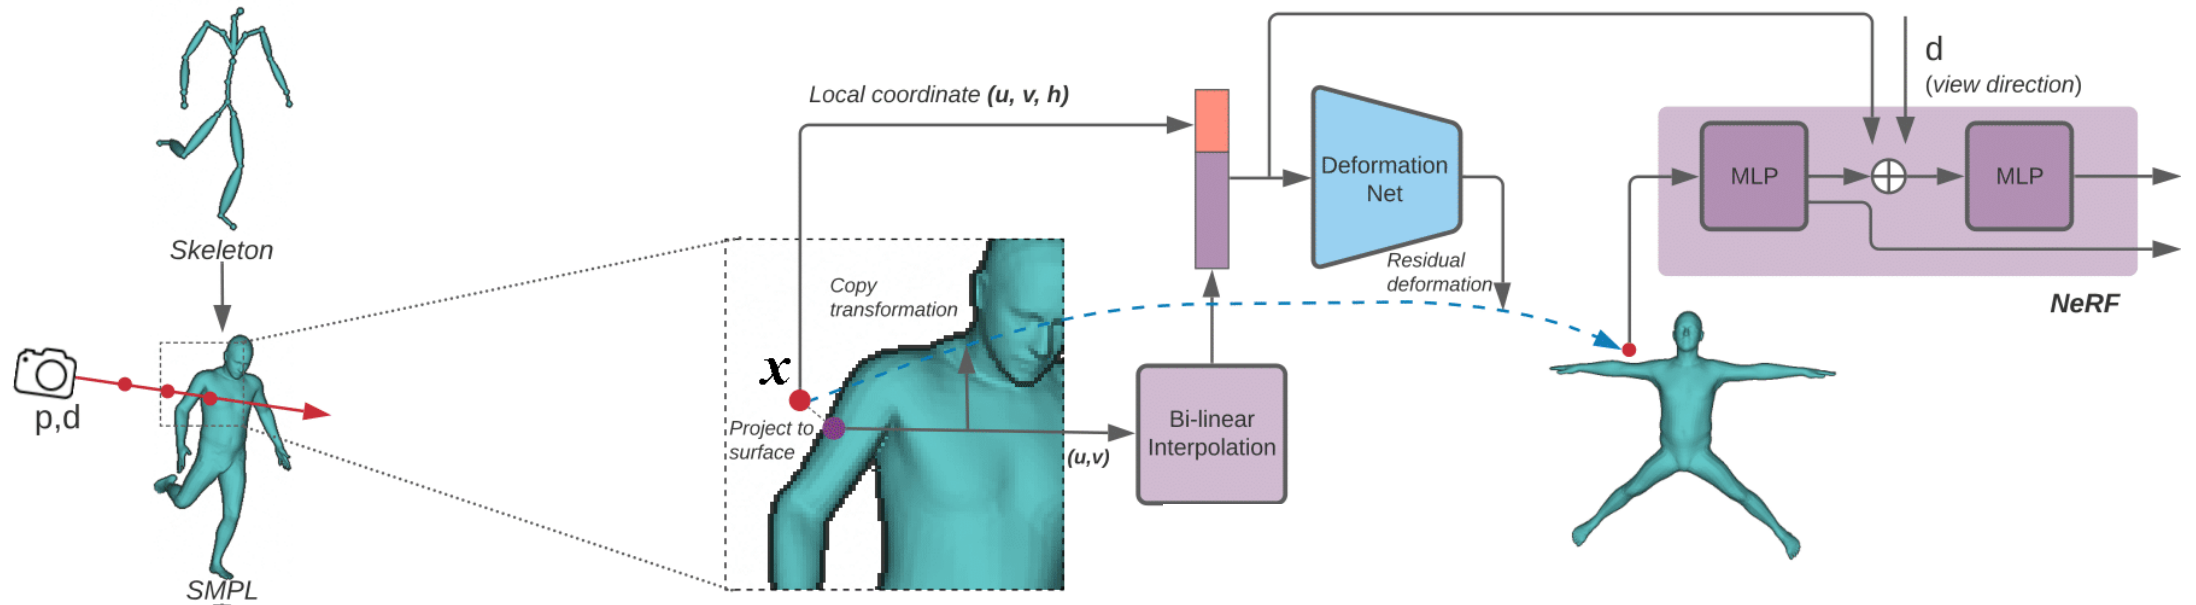 Skeleton
p,d
SMPL
Local coordinate (u, v, h)
Copy
transformation
x
Project to
surface
(u,v)
Bi-linear
Interpolation
Deformation
Net
Residual
deformation
d
(view direction)
MLP
MLP
NeRF